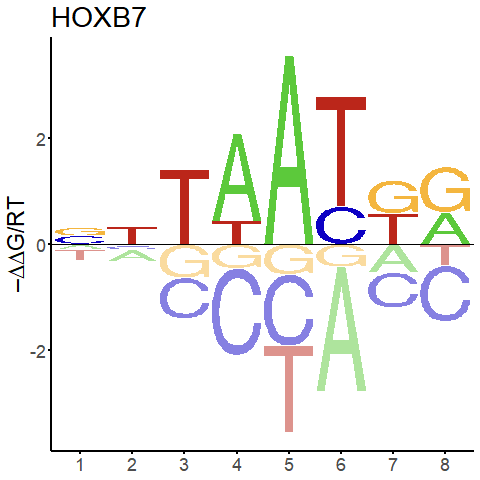 HOXB7
−ΔΔG/RT
2
0
-2
G T A A T G G
C T T T C T A
G A G G G G A T
T A C C C A C C
T
1 2 3 4 5 6 7 8